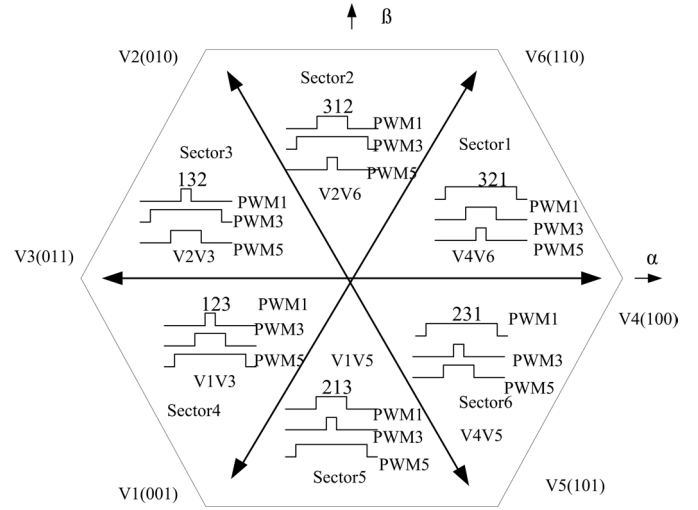 ß
V2(010)
V6(110)
Sector2
312
PWM1
PWM3
PWM5
V2V6
Sector3
132
PWM1
PWM3
PWM5
V2V3
Sector1
321
PWM1
PWM3
PWM5
V4V6
V3(011)
α
V4(100)
123
PWM1
PWM3
PWM5
V1V3
Sector4
V1V5
213
PWM1
PWM3
PWM5
Sector5
231
PWM1
PWM3
PWM5
Sector6
V4V5
V1(001)
V5(101)